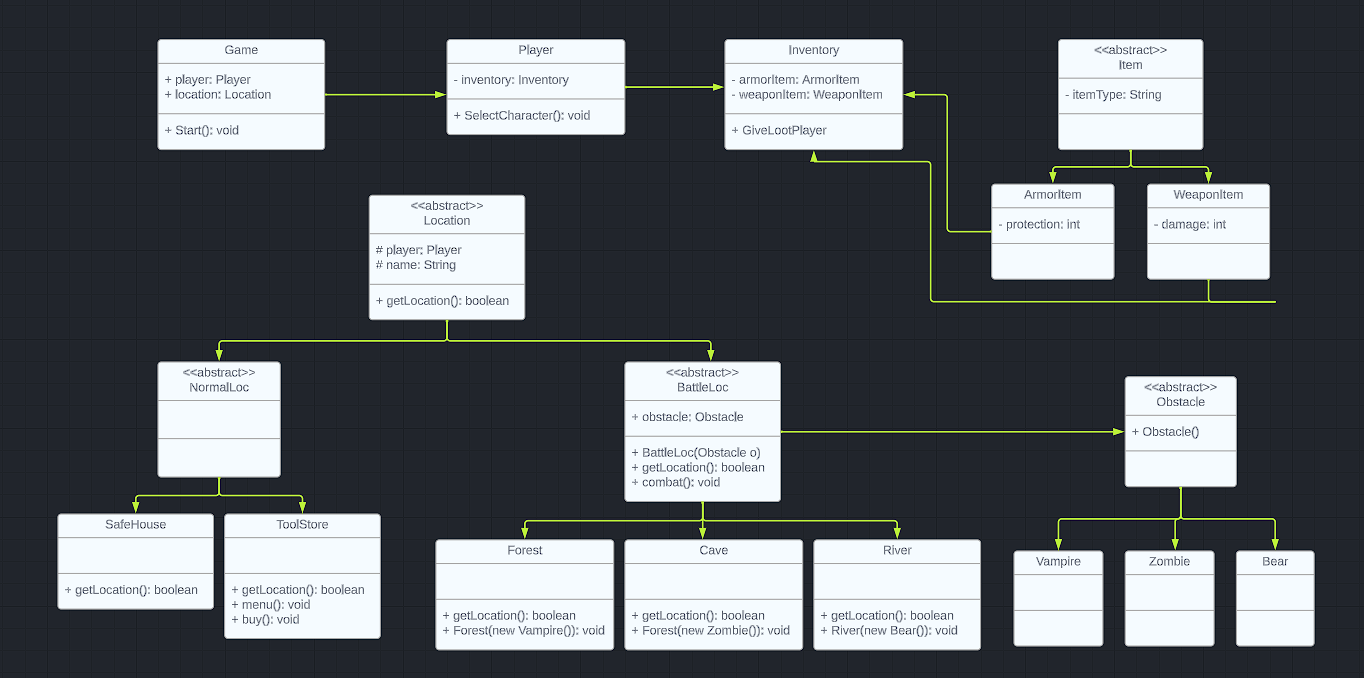 Game
+ player: Player
+ location: Location
+ Start(): void
Player
- inventory: Inventory
+ SelectCharacter(): void
Inventory
- armorItem: ArmorItem
- weaponItem: WeaponItem
+ GiveLootPlayer
<<abstract>>
Item
- itemType: String
ArmorItem
- protection: int
WeaponItem
- damage: int
<<abstract>>
Location
# player: Player
# name: String
+ getLocation(): boolean
<<abstract>>
NormalLoc
<<abstract>>
BattleLoc
+ obstacle: Obstacle
+ BattleLoc(Obstacle o)
+ getLocation(): boolean
+ combat(): void
<<abstract>>
Obstacle
+ Obstacle()
SafeHouse
+ getLocation(): boolean
ToolStore
+ getLocation(): boolean
+ menu(): void
+ buy(): void
Forest
+ getLocation(): boolean
+ Forest(new Vampire()): void
Cave
+ getLocation(): boolean
+ Forest(new Zombie()): void
River
+ getLocation(): boolean
+ River(new Bear()): void
Vampire
Zombie
Bear